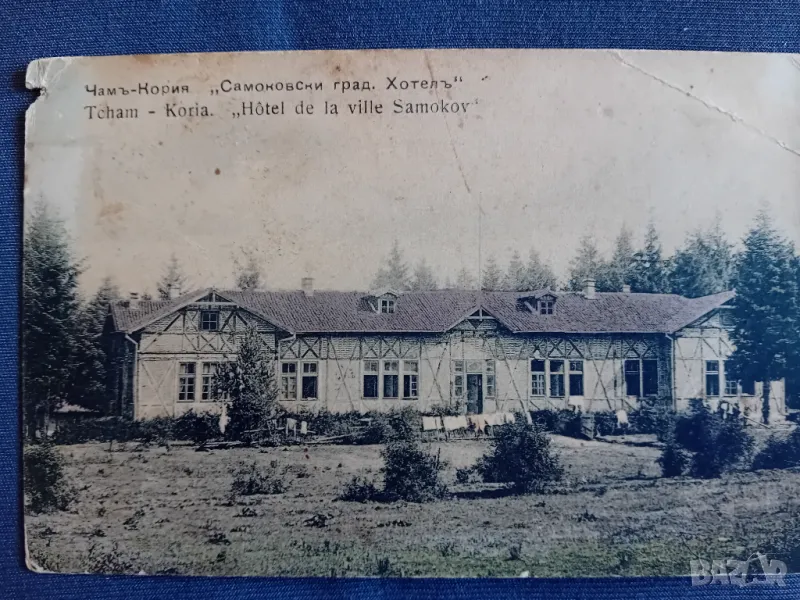 Чамъ-Кория „Самоковски град. Хотелъ“
Tcham - Koria. „Hôtel de la ville Samokov“
BAZAR